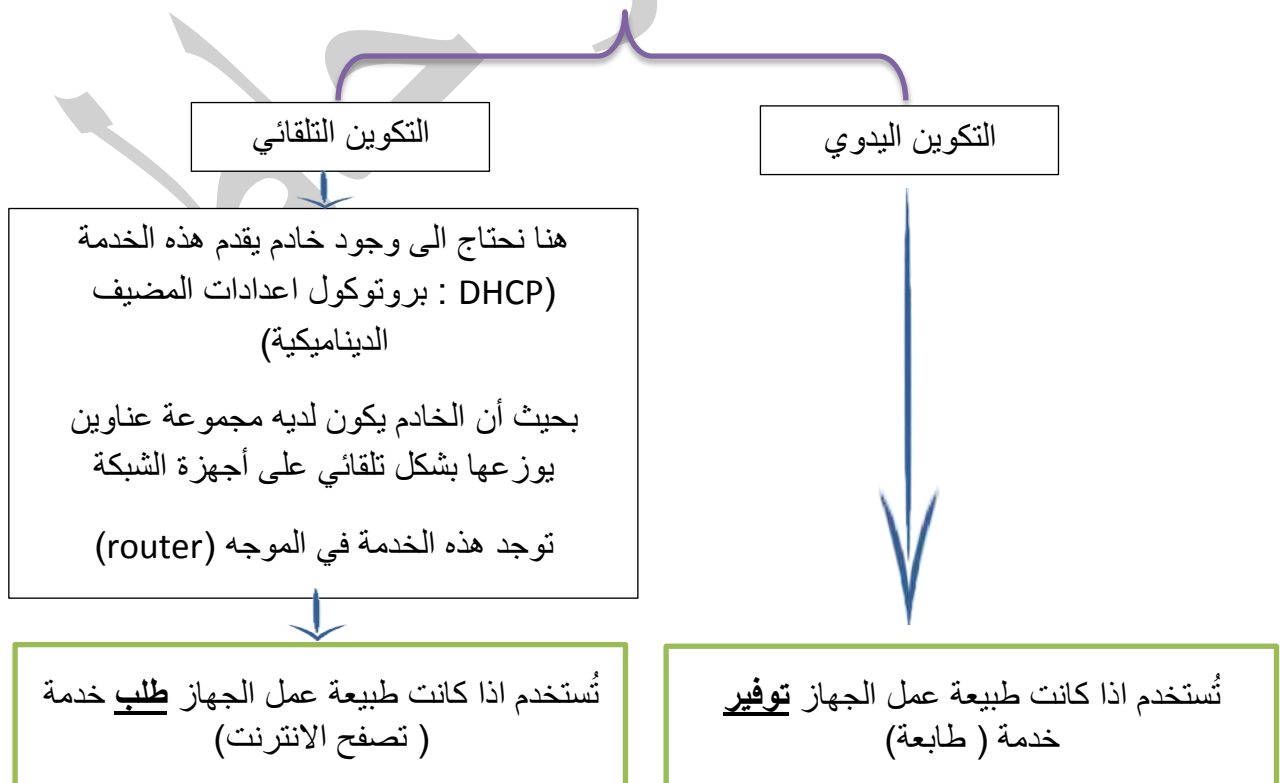 التكوين اليدوي
التكوين التلقائي
هنا نحتاج الى وجود خادم يقدم هذه الخدمة
(DHCP : بروتوكول اعدادات المضيف
الديناميكية)
بحيث أن الخادم يكون لديه مجموعة عناوين
يوزعها بشكل تلقائي على أجهزة الشبكة
توجد هذه الخدمة في الموجه (router)
تُستخدم اذا كانت طبيعة عمل الجهاز توفير
خدمة ( طابعة)
تُستخدم اذا كانت طبيعة عمل الجهاز طلب خدمة
( تصفح الانترنت)